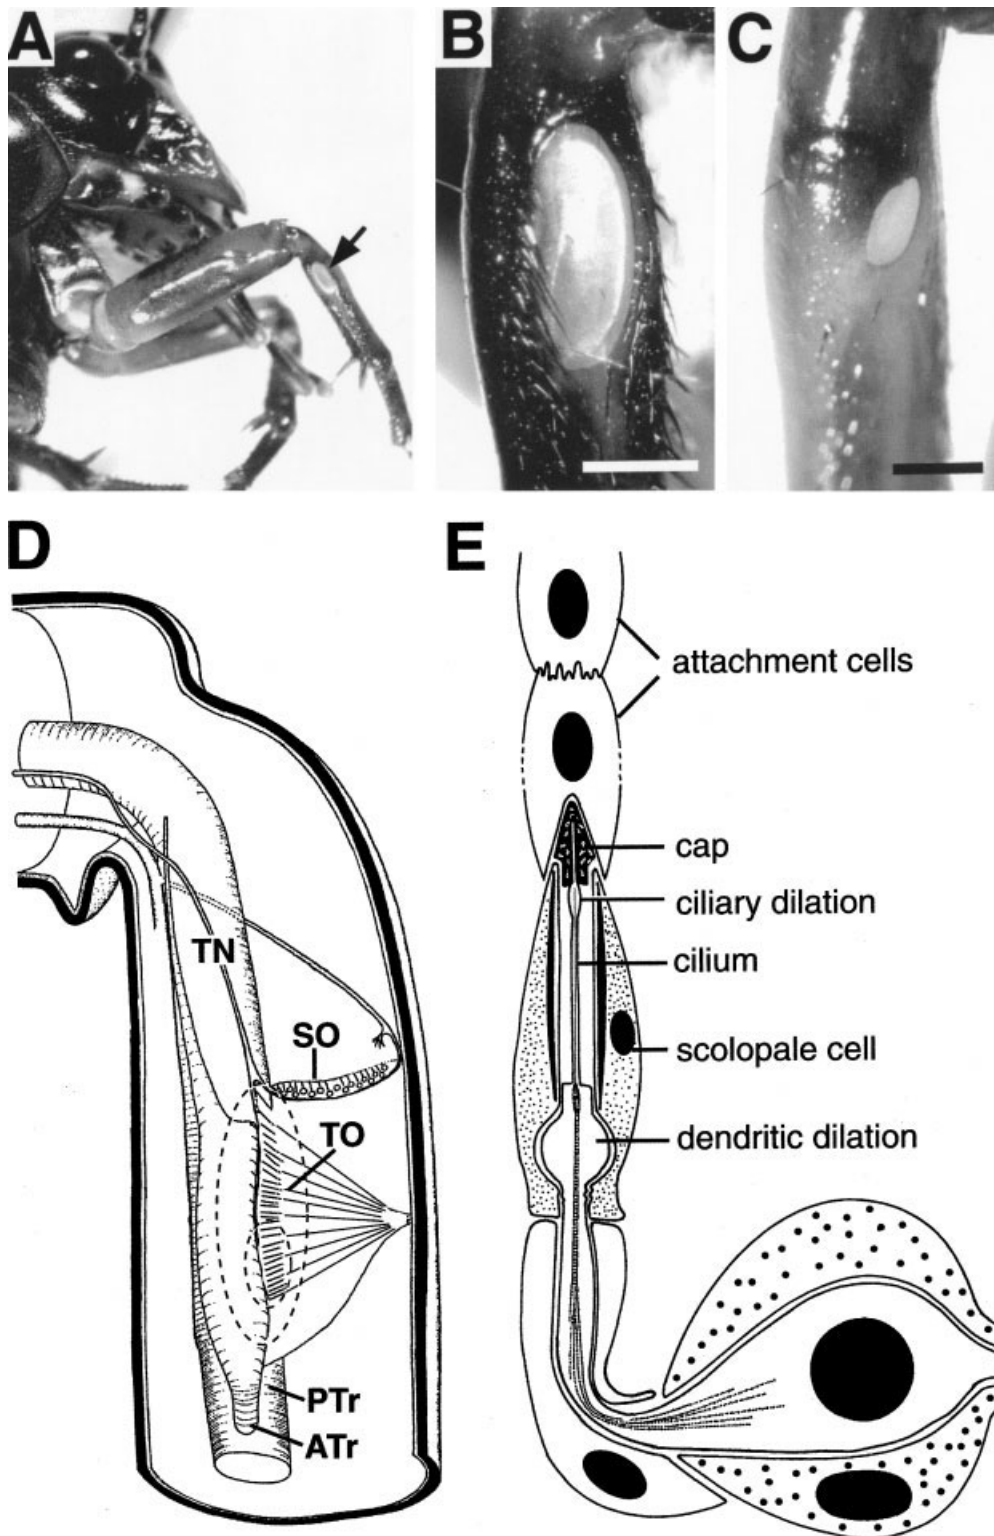 A
B
C
D
E
attachment cells
cap
ciliary dilation
cilium
scolopale cell
dendritic dilation
TN
SO
TO
PTr
ATr